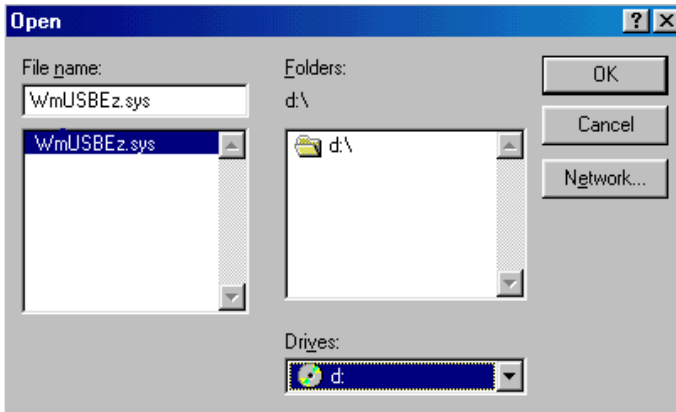 Open
File name:
WmUSBEz.sys
WmUSBEz.sys
Folders:
d:\
d:\
Drives:
d:
OK
Cancel
Network...